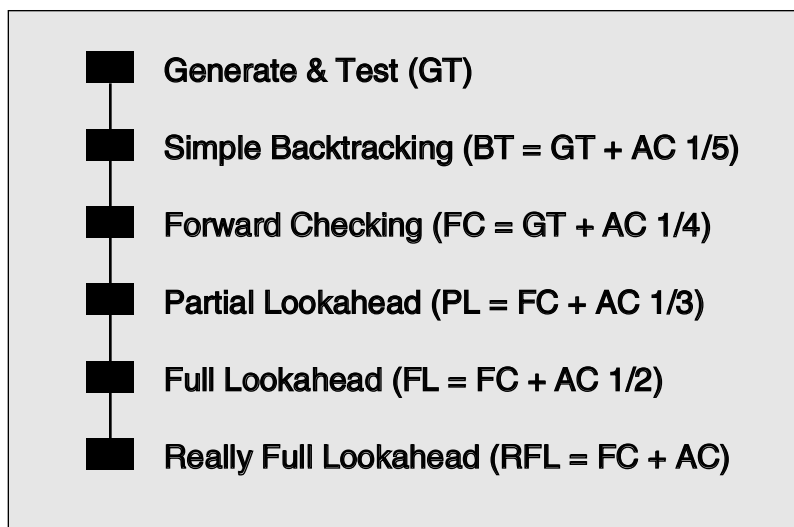 Generate & Test (GT)
Simple Backtracking (BT = GT + AC 1/5)
Forward Checking (FC = GT + AC 1/4)
Partial Lookahead (PL = FC + AC 1/3)
Full Lookahead (FL = FC + AC 1/2)
Really Full Lookahead (RFL = FC + AC)